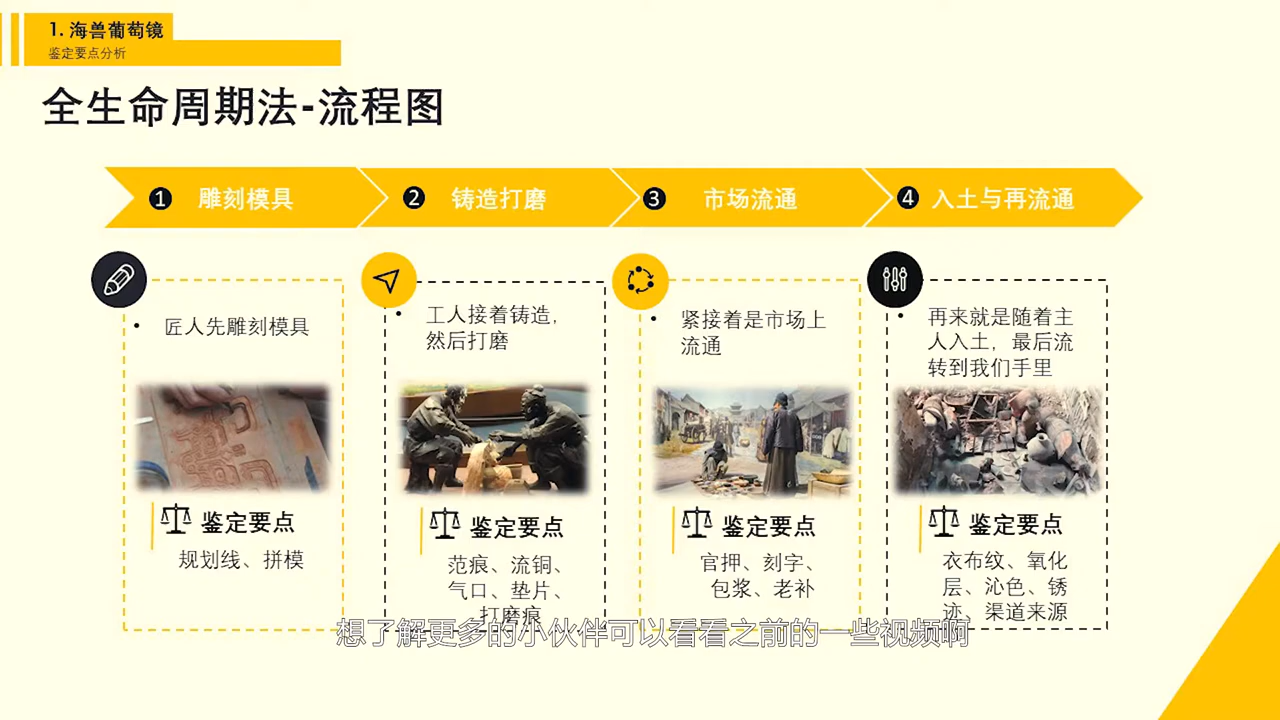 1. 海兽葡萄镜
鉴定要点分析
全生命周期法-流程图
1 雕刻模具
2 铸造打磨
3 市场流通
4 入土与再流通
• 匠人先雕刻模具
鉴定要点
规划线、拼模
• 工人接着铸造,
然后打磨
鉴定要点
范痕、流铜、
气口、垫片、
打磨痕
• 紧接着是市场上
流通
鉴定要点
官押、刻字、
包浆、老补
• 再来就是随着主
人入土，最后流
转到我们手里
鉴定要点
衣布纹、氧化
层、沁色、锈
迹、渠道来源
想了解更多的小伙伴可以看看之前的一些视频啊